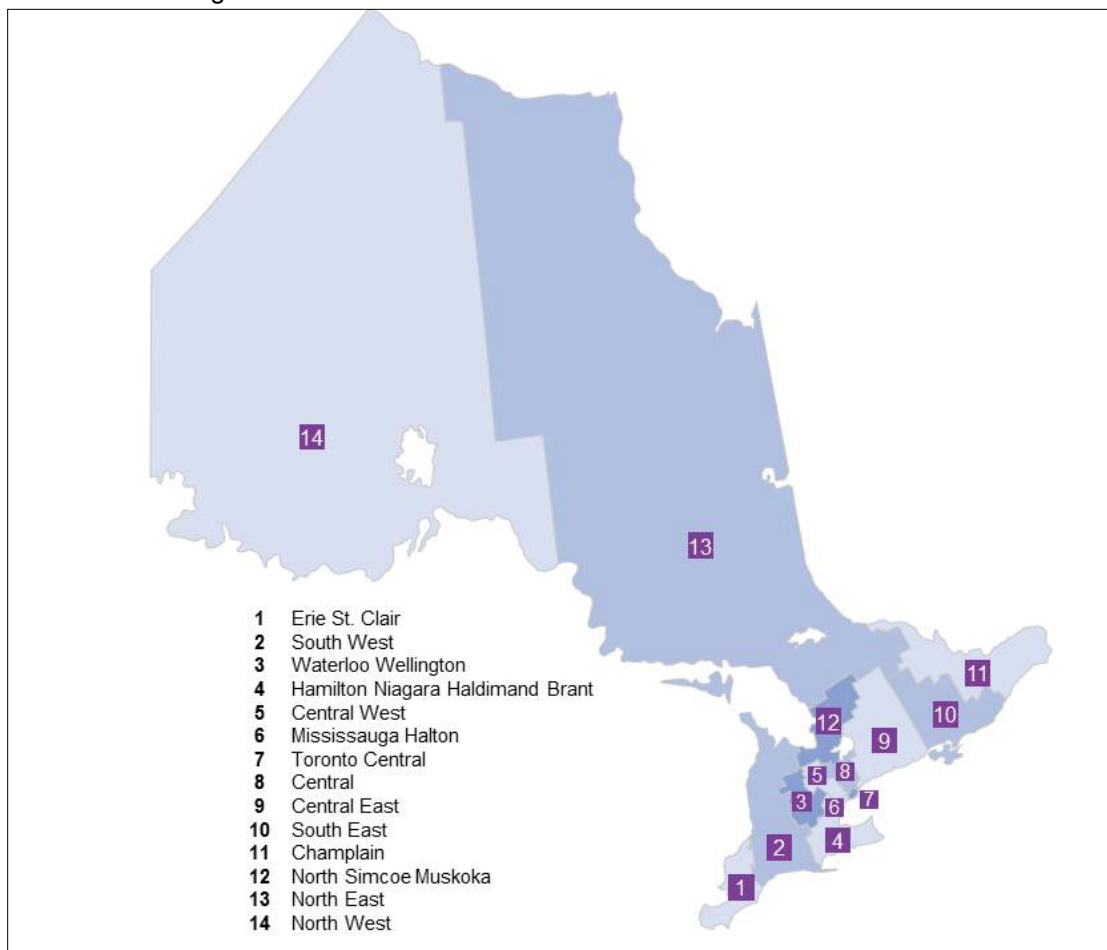 14
13
1 Erie St. Clair
2 South West
3 Waterloo Wellington
4 Hamilton Niagara Haldimand Brant
5 Central West
6 Mississauga Halton
7 Toronto Central
8 Central
9 Central East
10 South East
11 Champlain
12 North Simcoe Muskoka
13 North East
14 North West
11
10
12
9
5
8
3
6
7
2
4
1